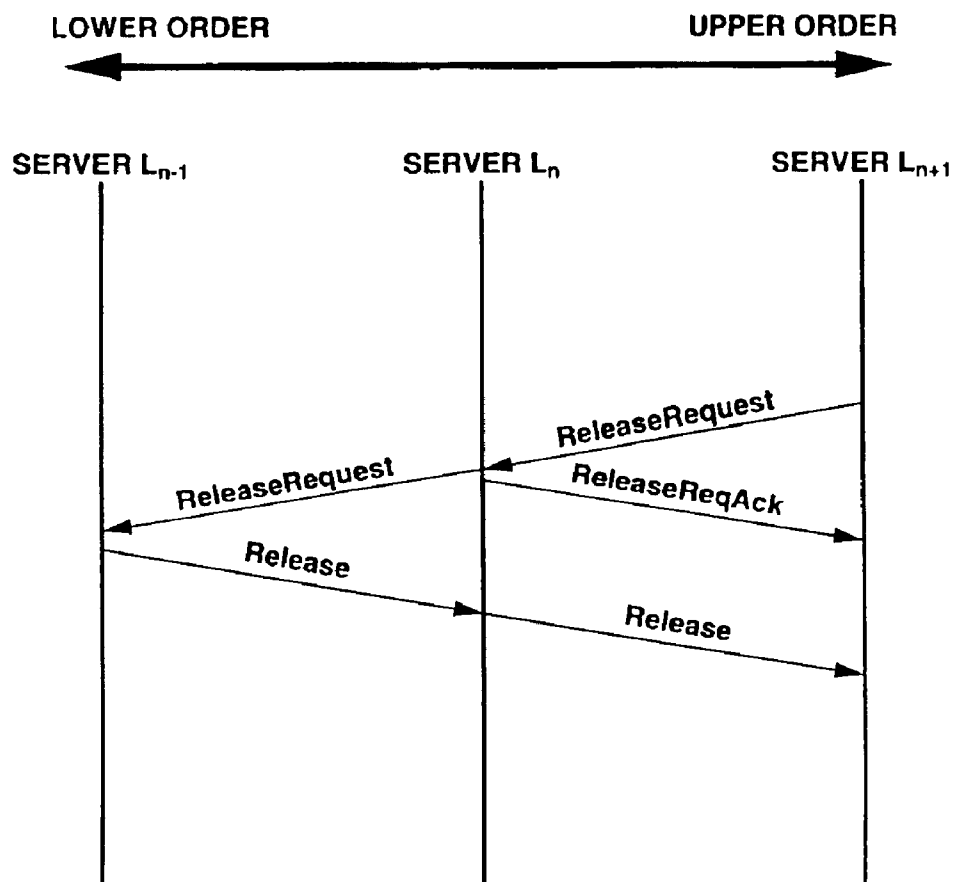 LOWER ORDER UPPER ORDER
SERVER Ln-1 SERVER Ln SERVER Ln+1
ReleaseRequest
ReleaseRequest
ReleaseReqAck
Release
Release